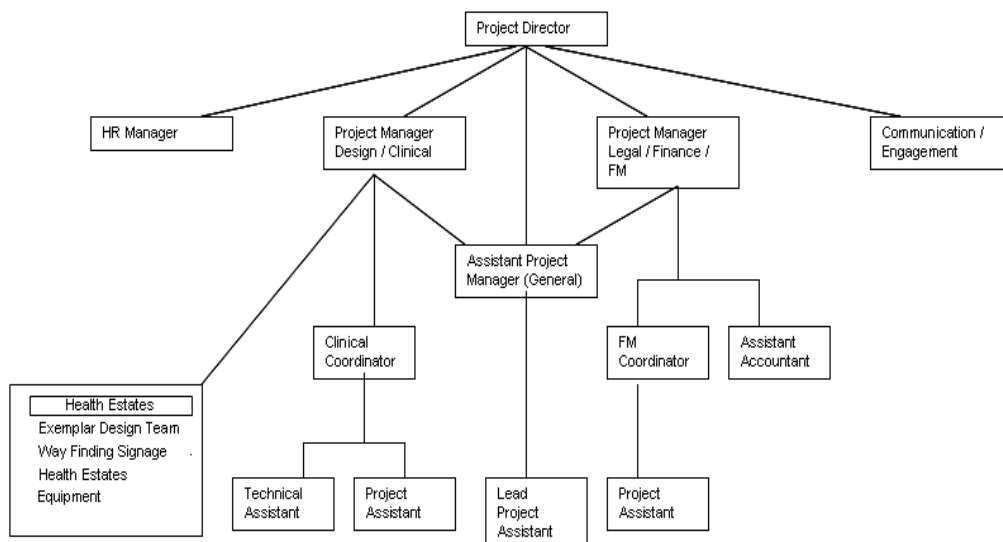 Project Director
HR Manager
Project Manager
Design / Clinical
Project Manager
Legal / Finance /
FM
Communication /
Engagement
Assistant Project
Manager (General)
Clinical
Coordinator
FM
Coordinator
Assistant
Accountant
Health Estates
Exemplar Design Team
Way Finding Signage
Health Estates
Equipment
Technical
Assistant
Project
Assistant
Lead
Project
Assistant
Project
Assistant